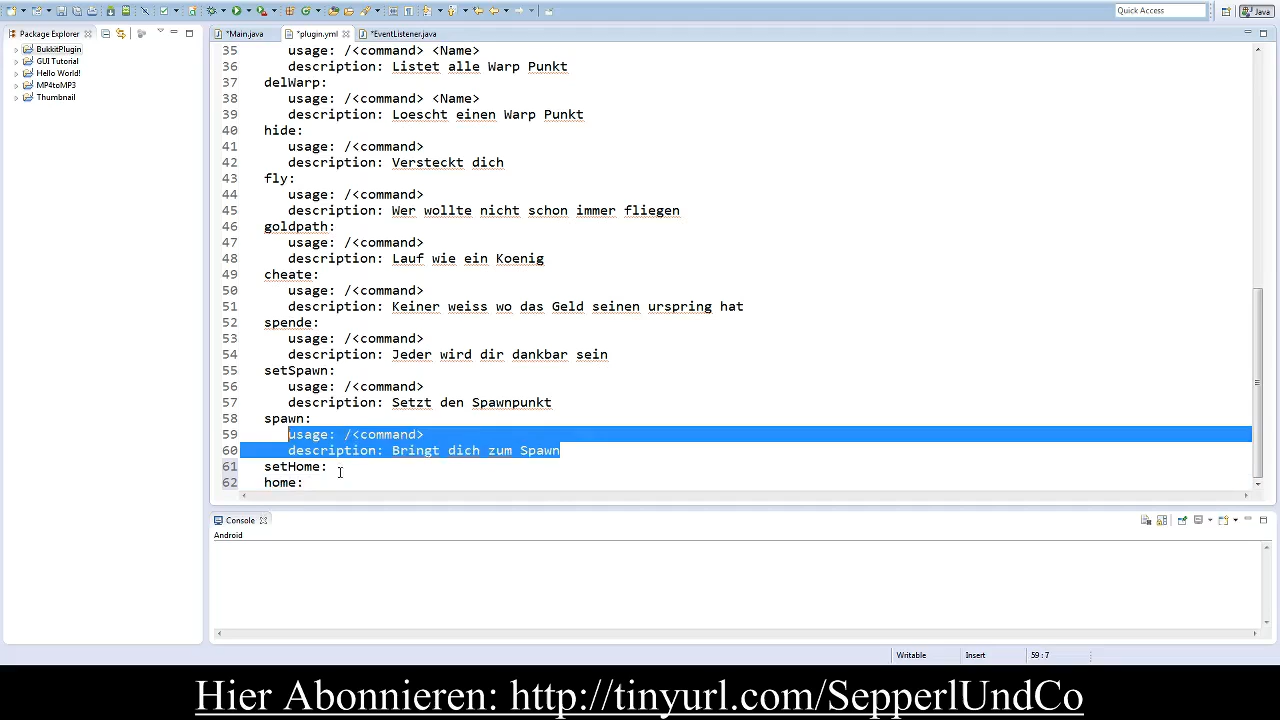 Quick Access
Java
Package Explorer
*Main.java
*plugin.yml
*EventListener.java
BukkitPlugin
GUI Tutorial
Hello World!
MP4toMP3
Thumbnail
35 usage: /<command> <Name>
36 description: Listet alle Warp Punkt
37 delWarp:
38 usage: /<command> <Name>
39 description: Loescht einen Warp Punkt
40 hide:
41 usage: /<command>
42 description: Versteckt dich
43 fly:
44 usage: /<command>
45 description: Wer wollte nicht schon immer fliegen
46 goldpath:
47 usage: /<command>
48 description: Lauf wie ein Koenig
49 cheate:
50 usage: /<command>
51 description: Keiner weiss wo das Geld seinen urspring hat
52 spende:
53 usage: /<command>
54 description: Jeder wird dir dankbar sein
55 setSpawn:
56 usage: /<command>
57 description: Setzt den Spawnpunkt
58 spawn:
59 usage: /<command>
60 description: Bringt dich zum Spawn
61 setHome:
62 home:
Console
Android
Writable
Insert
59 : 7
Hier Abonnieren: http://tinyurl.com/SepperlUndCo